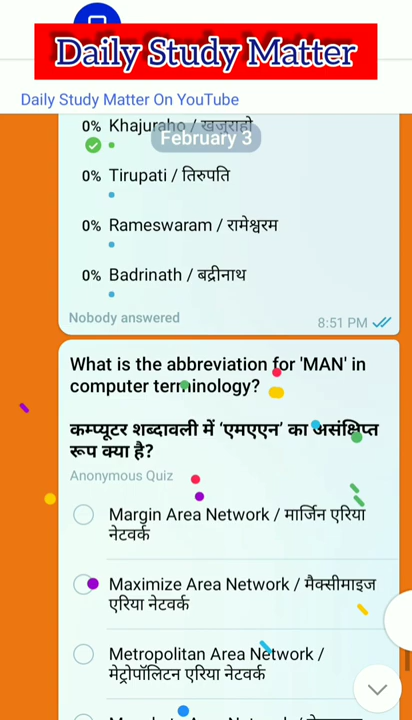 Daily Study Matter
Daily Study Matter On YouTube
0% Khajuraho / खजुराहो
February 3
0% Tirupati / तिरुपति
0% Rameswaram / रामेश्वरम
0% Badrinath / बद्रीनाथ
Nobody answered
8:51 PM
What is the abbreviation for 'MAN' in
computer terminology?
कम्प्यूटर शब्दावली में ‘एमएएन’ का असंक्षिप्त
रूप क्या है?
Anonymous Quiz
Margin Area Network / मार्जिन एरिया
नेटवर्क
Maximize Area Network / मैक्सीमाइज
एरिया नेटवर्क
Metropolitan Area Network /
मेट्रोपॉलिटन एरिया नेटवर्क